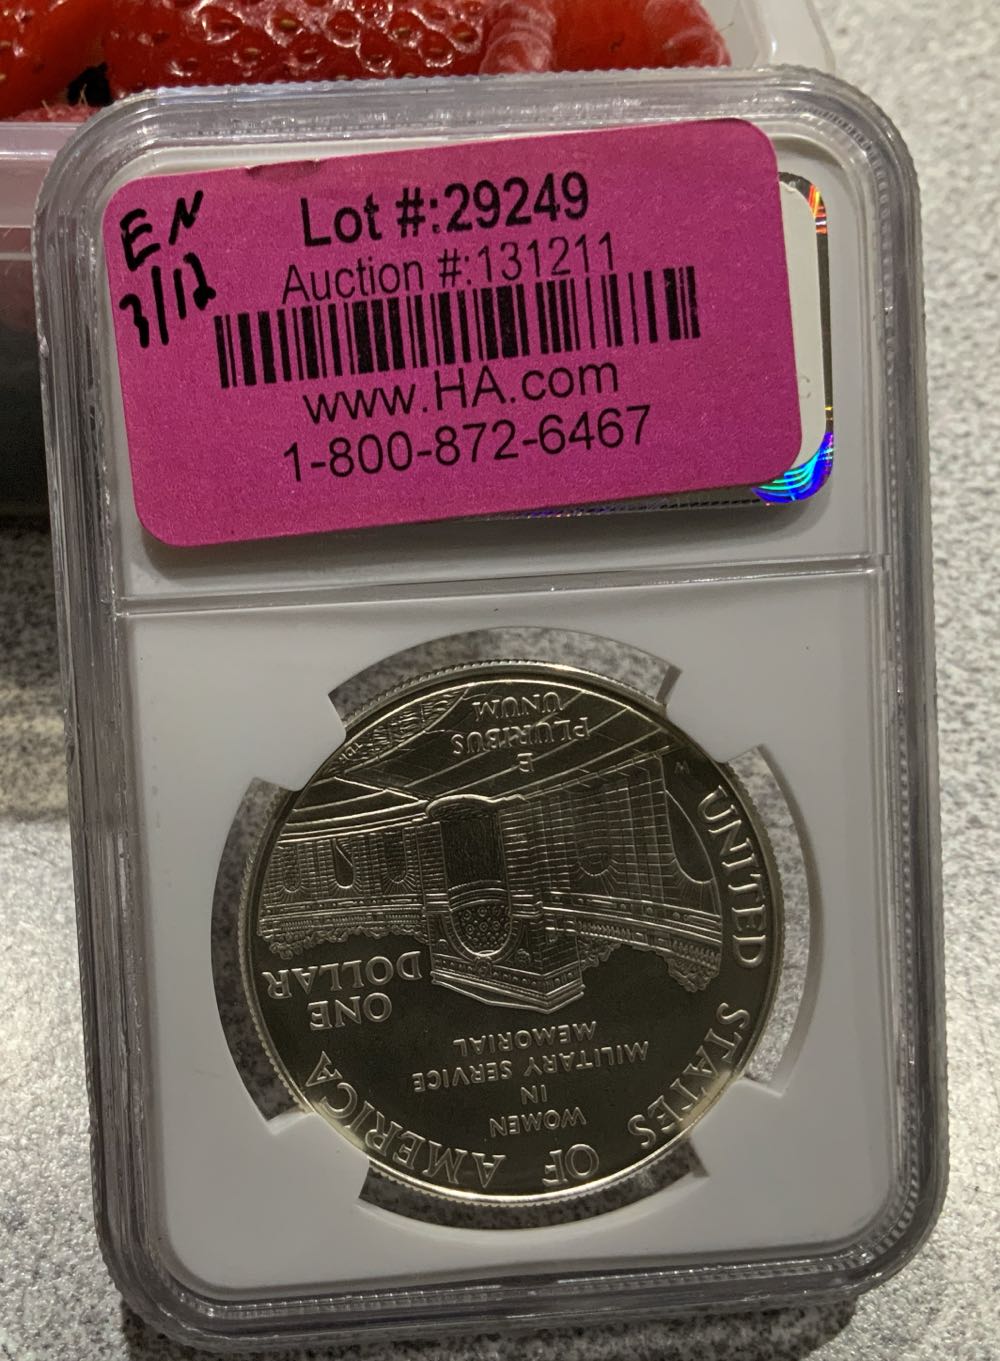 EN
3/12
Lot #:29249
Auction #:131211
www.HA.com
1-800-872-6467
UNITED STATES OF AMERICA
WOMEN
IN
MILITARY SERVICE
MEMORIAL
ONE
DOLLAR
E
PLURIBUS
UNUM
W